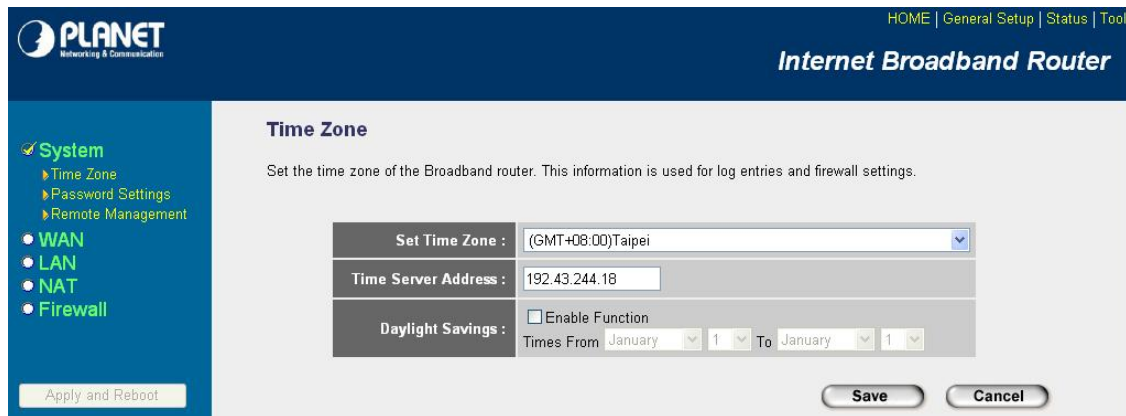 HOME | General Setup | Status | Tool
PLANET
Networking & Communication
Internet Broadband Router
System
Time Zone
Password Settings
Remote Management
WAN
LAN
NAT
Firewall
Apply and Reboot
Time Zone
Set the time zone of the Broadband router. This information is used for log entries and firewall settings.
Set Time Zone : (GMT+08:00)Taipei
Time Server Address : 192.43.244.18
Daylight Savings : Enable Function
Times From January 1 To January 1
Save Cancel